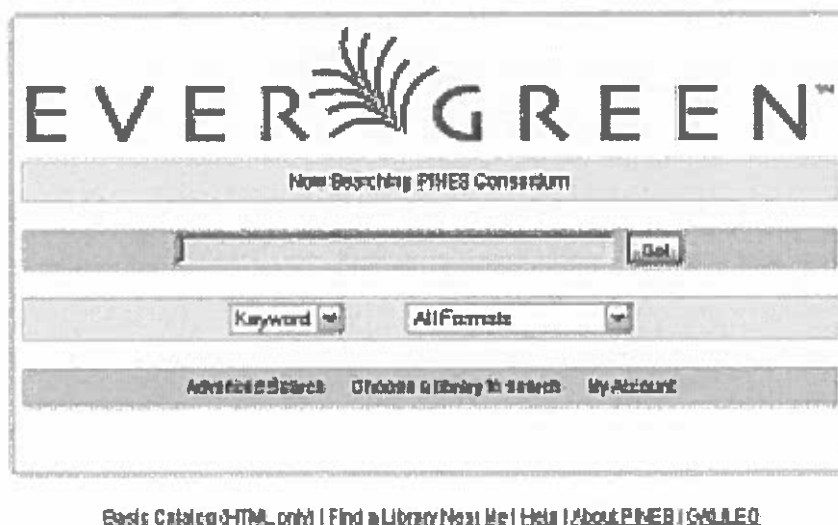 EVERGREEN℠
Now Searching PINES Consortium
Go!
Keyword All Formats
Advanced Search Choose a library to search My Account
Basic Catalog (HTML only) | Find a Library Near Me | Help | About PINES | GALILEO